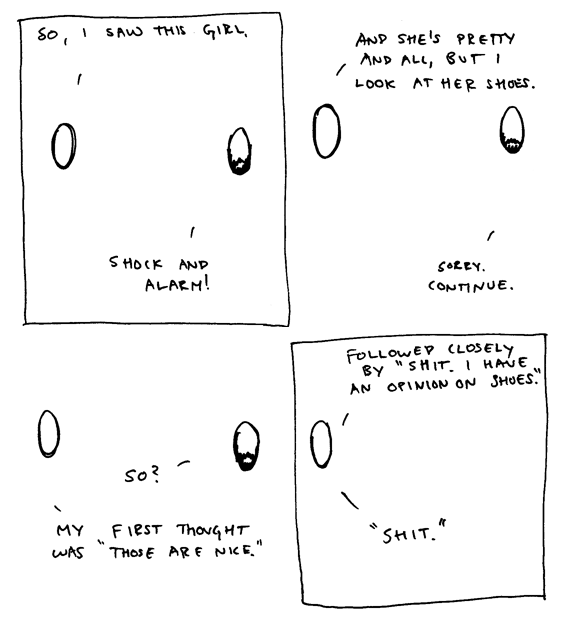 SO, I SAW THIS GIRL.
SHOCK AND
ALARM!
AND SHE'S PRETTY
AND ALL, BUT I
LOOK AT HER SHOES.
SORRY.
CONTINUE.
SO?
MY FIRST THOUGHT
WAS "THOSE ARE NICE."
FOLLOWED CLOSELY
BY "SHIT. I HAVE
AN OPINION ON SHOES."
"SHIT."